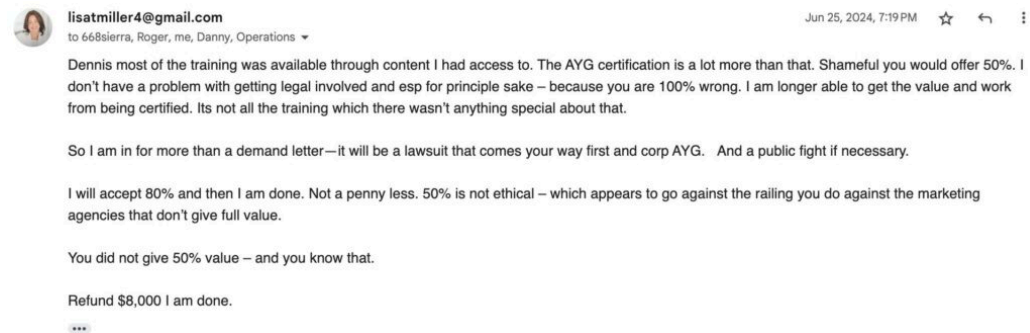 lisatmiller4@gmail.com
Jun 25, 2024, 7:19 PM
to 668sierra, Roger, me, Danny, Operations
Dennis most of the training was available through content I had access to. The AYG certification is a lot more than that. Shameful you would offer 50%. I
don't have a problem with getting legal involved and esp for principle sake – because you are 100% wrong. I am longer able to get the value and work
from being certified. Its not all the training which there wasn't anything special about that.
So I am in for more than a demand letter—it will be a lawsuit that comes your way first and corp AYG. And a public fight if necessary.
I will accept 80% and then I am done. Not a penny less. 50% is not ethical – which appears to go against the railing you do against the marketing
agencies that don't give full value.
You did not give 50% value – and you know that.
Refund $8,000 I am done.